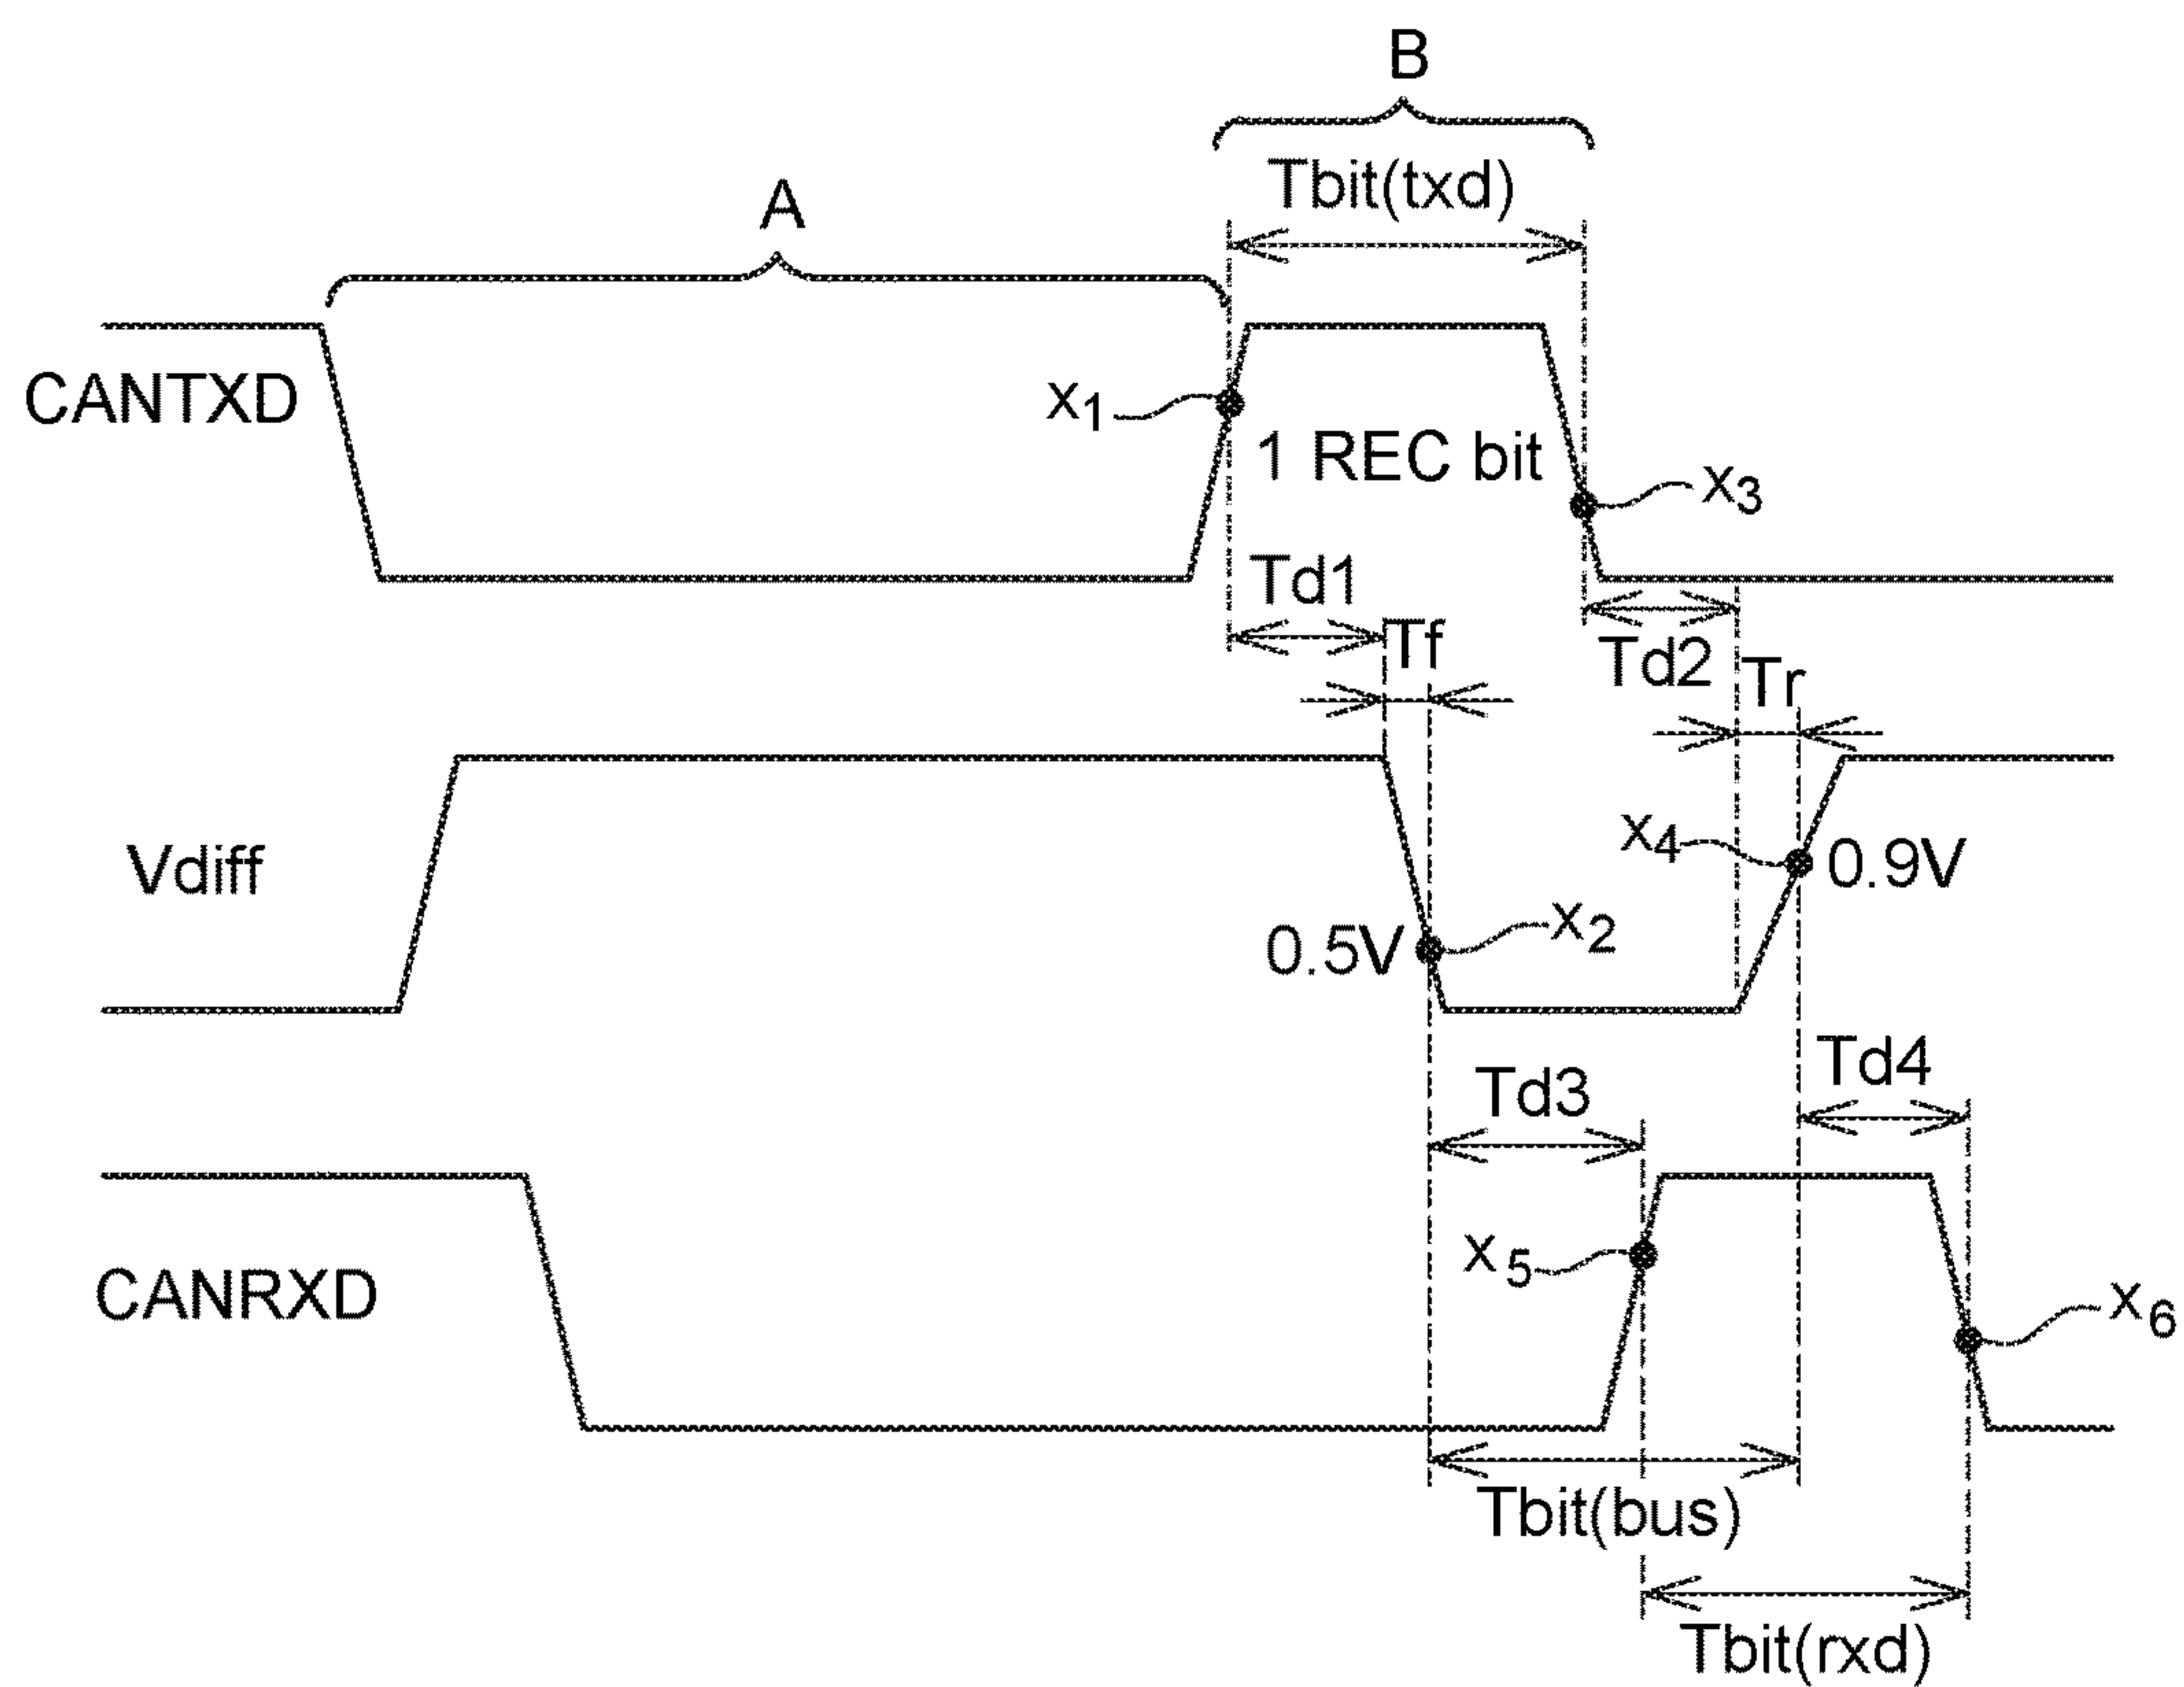 B
Tbit(txd)
A
CANTXD
x1
1 REC bit
x3
Td1
Tf
Td2
Tr
Vdiff
x4
0.9V
0.5V
x2
Td3
Td4
CANRXD
x5
x6
Tbit(bus)
Tbit(rxd)